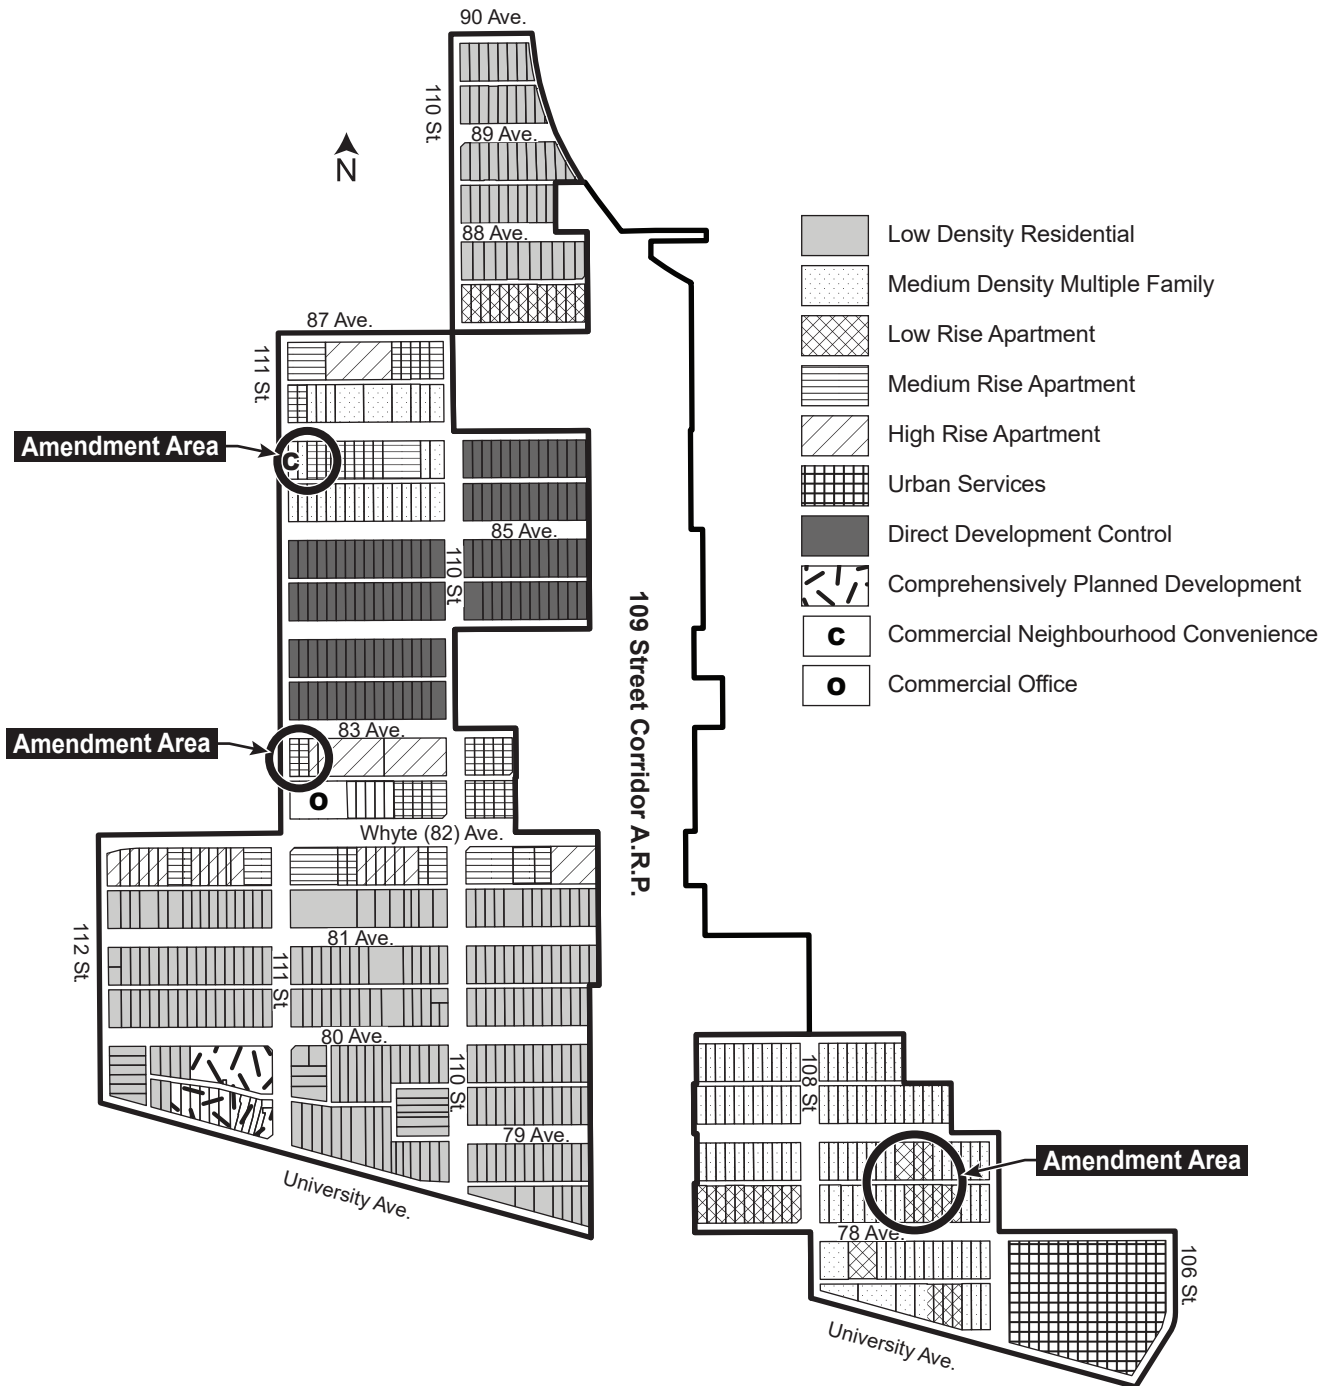 90 Ave.
110 St.
89 Ave.
N
88 Ave.
87 Ave.
111 St.
Amendment Area
C
85 Ave.
110 St.
109 Street Corridor A.R.P.
83 Ave.
Amendment Area
O
Whyte (82) Ave.
112 St.
81 Ave.
111 St.
80 Ave.
110 St.
79 Ave.
University Ave.
108 St.
Amendment Area
78 Ave.
106 St.
University Ave.
Low Density Residential
Medium Density Multiple Family
Low Rise Apartment
Medium Rise Apartment
High Rise Apartment
Urban Services
Direct Development Control
Comprehensively Planned Development
C Commercial Neighbourhood Convenience
O Commercial Office